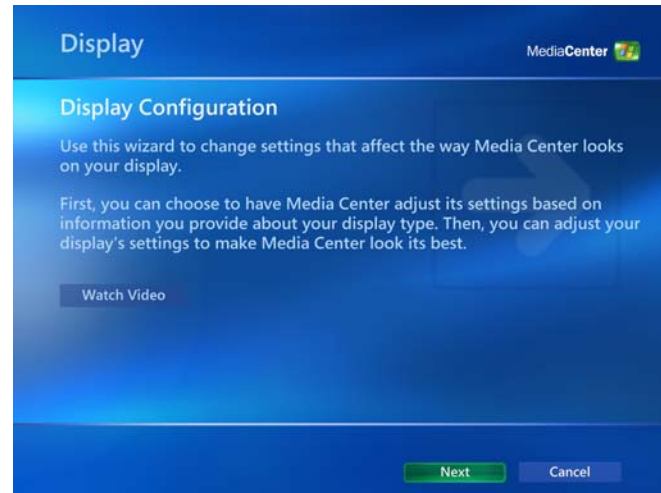 Display
MediaCenter
Display Configuration
Use this wizard to change settings that affect the way Media Center looks
on your display.
First, you can choose to have Media Center adjust its settings based on
information you provide about your display type. Then, you can adjust your
display's settings to make Media Center look its best.
Watch Video
Next
Cancel